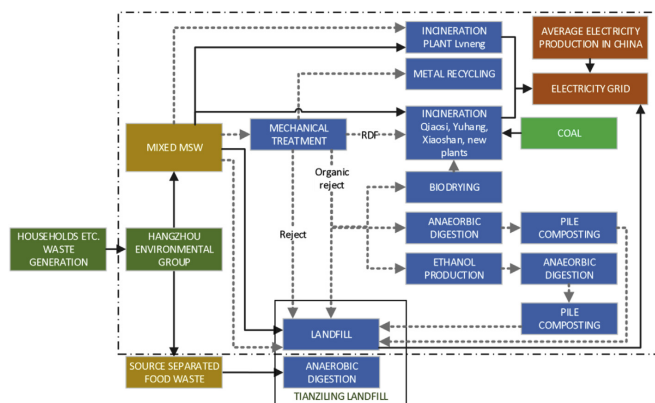 INCINERATION
PLANT Lvneng
AVERAGE ELECTRICITY
PRODUCTION IN CHINA
METAL RECYCLING
ELECTRICITY GRID
MIXED MSW
MECHANICAL
TREATMENT
RDF
INCINERATION
Qiaosi, Yuhang,
Xiaoshan, new
plants
COAL
Organic
reject
BIODRYING
HOUSEHOLDS ETC.
WASTE
GENERATION
HANGZHOU
ENVIRONMENTAL
GROUP
Reject
ANAEORBIC
DIGESTION
PILE
COMPOSTING
ETHANOL
PRODUCTION
ANAEORBIC
DIGESTION
PILE
COMPOSTING
LANDFILL
SOURCE SEPARATED
FOOD WASTE
ANAEROBIC
DIGESTION
TIANZILING LANDFILL